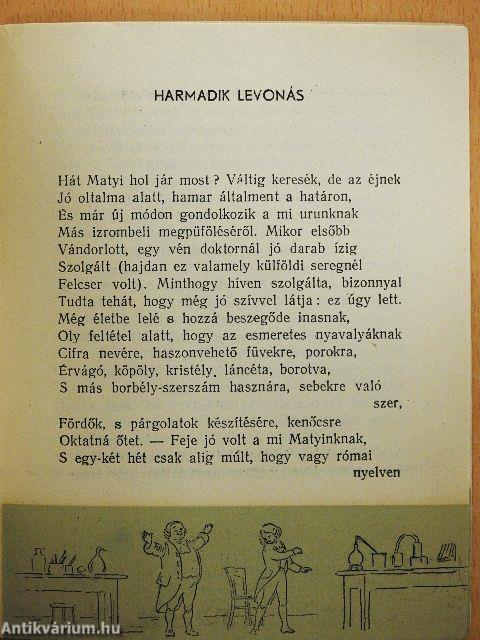 HARMADIK LEVONÁS
Hát Matyi hol jár most? Váltig keresék, de az éjnek
Jó oltalma alatt, hamar általment a határon,
És már új módon gondolkozik a mi urunknak
Más izrombeli megpüföléséről. Mikor elsőbb
Vándorlott, egy vén doktornál jó darab ízig
Szolgált (hajdan ez valamely külföldi seregnél
Felcser volt). Minthogy híven szolgálta, bizonnyal
Tudta tehát, hogy még jó szívvel látja: ez úgy lett.
Még életbe lelé s hozzá beszegőde inasnak,
Oly feltétel alatt, hogy az esmeretes nyavalyáknak
Cifra nevére, haszonvehető füvekre, porokra,
Érvágó, köpöly, kristély, láncéta, borotva,
S más borbély-szerszám hasznára, sebekre való
szer,
Fördők, s párgolatok készítésére, kenőcsre
Oktatná őtet. — Feje jó volt a mi Matyinknak,
S egy-két hét csak alig múlt, hogy vagy római
nyelven
Antikvárium.hu